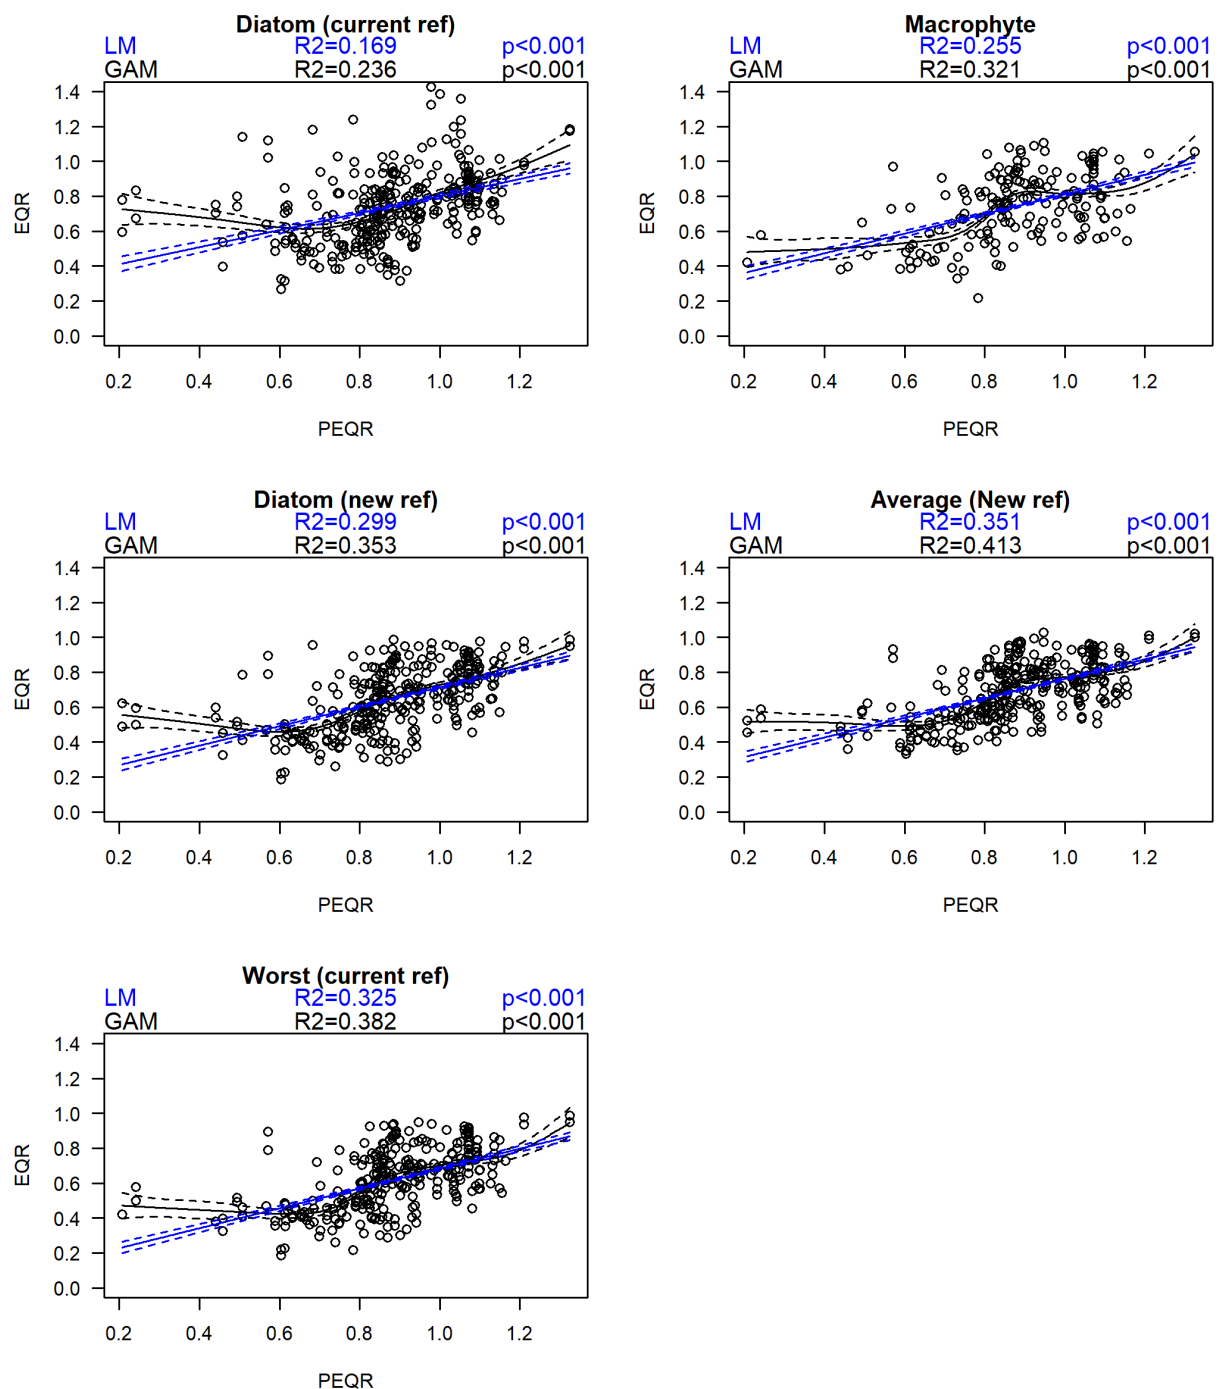 Diatom (current ref)
LM R2=0.169 p<0.001
GAM R2=0.236 p<0.001
1.4
1.2
1.0
0.8
0.6
0.4
0.2
0.0
EQR
0.2 0.4 0.6 0.8 1.0 1.2
PEQR
Macrophyte
LM R2=0.255 p<0.001
GAM R2=0.321 p<0.001
1.4
1.2
1.0
0.8
0.6
0.4
0.2
0.0
EQR
0.2 0.4 0.6 0.8 1.0 1.2
PEQR
Diatom (new ref)
LM R2=0.299 p<0.001
GAM R2=0.353 p<0.001
1.4
1.2
1.0
0.8
0.6
0.4
0.2
0.0
EQR
0.2 0.4 0.6 0.8 1.0 1.2
PEQR
Average (New ref)
LM R2=0.351 p<0.001
GAM R2=0.413 p<0.001
1.4
1.2
1.0
0.8
0.6
0.4
0.2
0.0
EQR
0.2 0.4 0.6 0.8 1.0 1.2
PEQR
Worst (current ref)
LM R2=0.325 p<0.001
GAM R2=0.382 p<0.001
1.4
1.2
1.0
0.8
0.6
0.4
0.2
0.0
EQR
0.2 0.4 0.6 0.8 1.0 1.2
PEQR